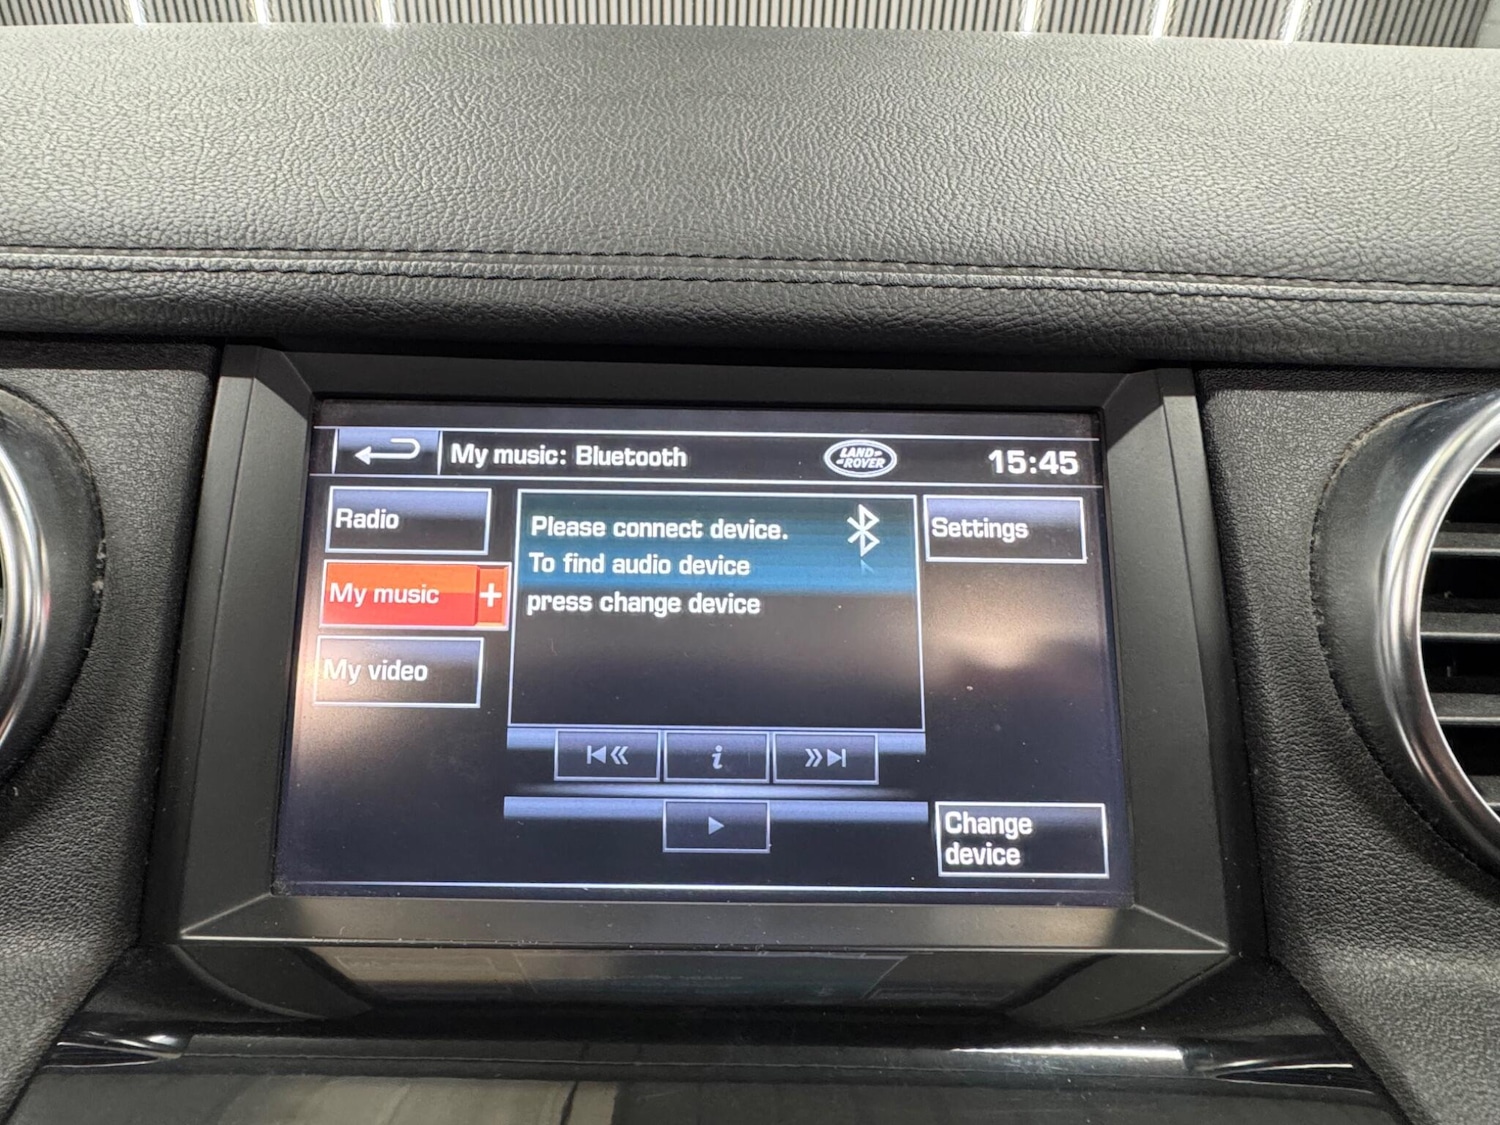 My music: Bluetooth
LAND-
-ROVER
15:45
Radio
My music +
My video
Please connect device.
To find audio device
press change device
Settings
i
Change
device